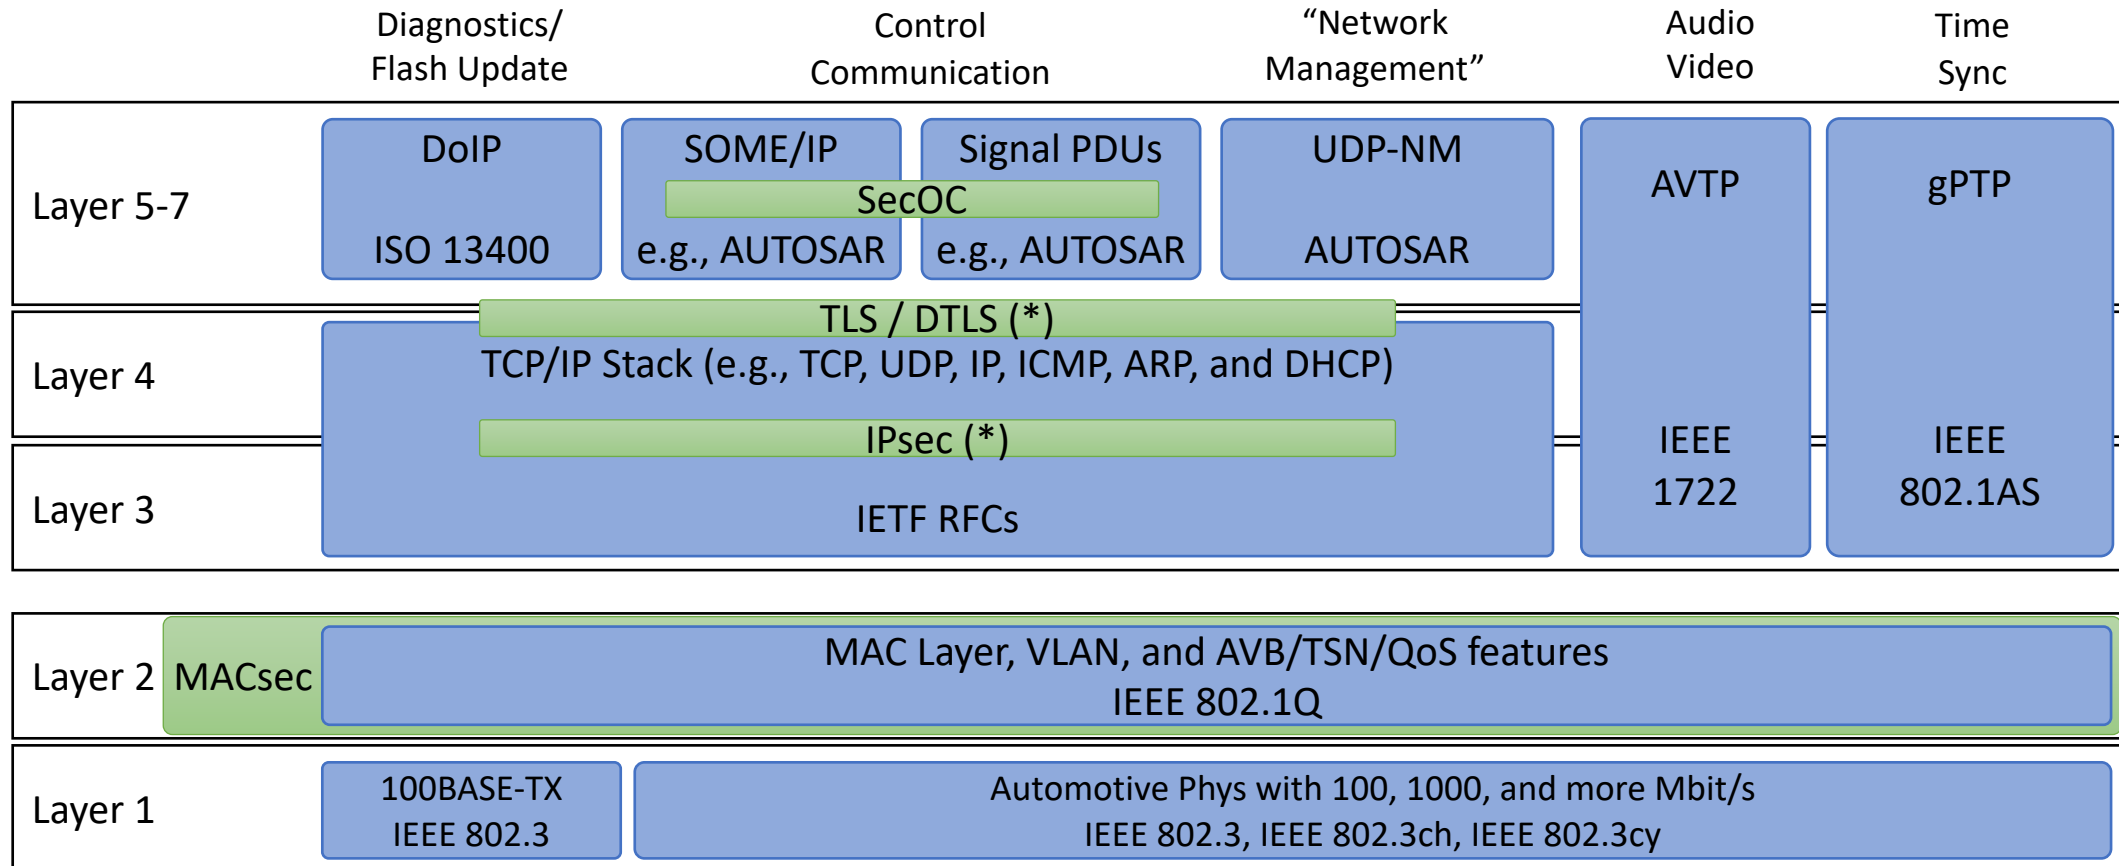 Diagnostics/
Flash Update
Control
Communication
“Network
Management”
Audio
Video
Time
Sync
Layer 5-7
DoIP
ISO 13400
SOME/IP
e.g., AUTOSAR
Signal PDUs
e.g., AUTOSAR
SecOC
UDP-NM
AUTOSAR
AVTP
IEEE
1722
gPTP
IEEE
802.1AS
TLS / DTLS (*)
Layer 4
TCP/IP Stack (e.g., TCP, UDP, IP, ICMP, ARP, and DHCP)
IPsec (*)
Layer 3
IETF RFCs
Layer 2
MACsec
MAC Layer, VLAN, and AVB/TSN/QoS features
IEEE 802.1Q
Layer 1
100BASE-TX
IEEE 802.3
Automotive Phys with 100, 1000, and more Mbit/s
IEEE 802.3, IEEE 802.3ch, IEEE 802.3cy